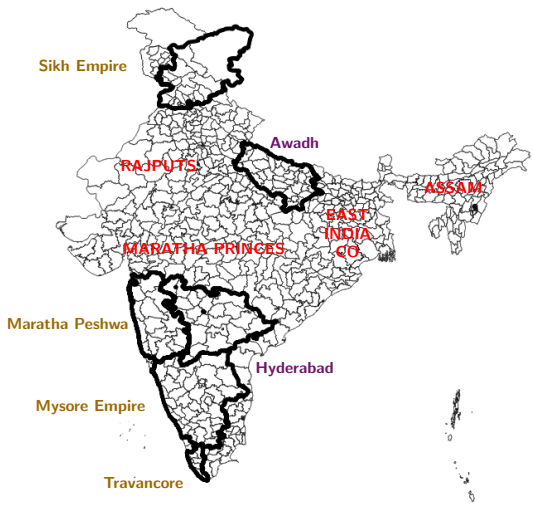 Sikh Empire
Awadh
RAJPUTS
ASSAM
EAST
INDIA
CO
MARATHA PRINCES
Maratha Peshwa
Hyderabad
Mysore Empire
Travancore